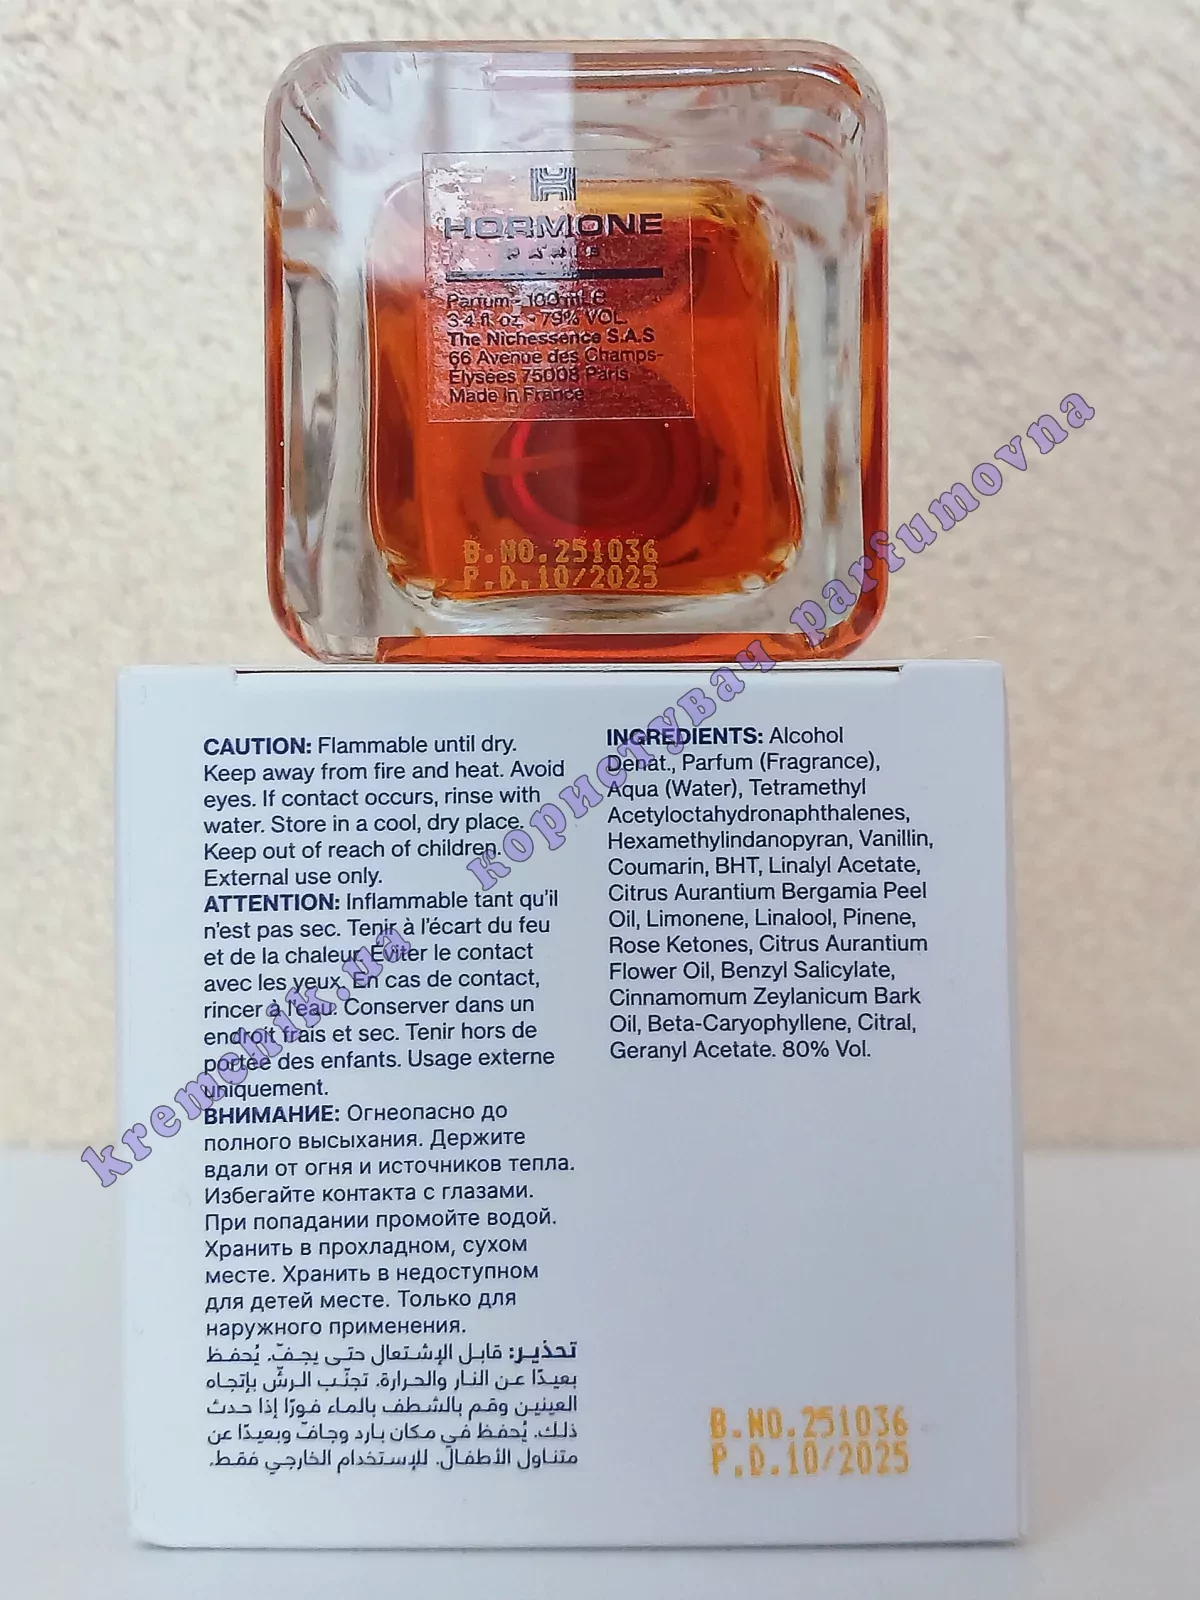 HORMONE
PARIS
Parfum - 100 ml ℮
3.4 fl. oz. - 79% VOL.
The Nichessence S.A.S
66 Avenue des Champs-
Élysées 75008 Paris
Made in France
B.NO.251036
P.D.10/2025
CAUTION: Flammable until dry.
Keep away from fire and heat. Avoid
eyes. If contact occurs, rinse with
water. Store in a cool, dry place.
Keep out of reach of children.
External use only.
ATTENTION: Inflammable tant qu'il
n'est pas sec. Tenir à l'écart du feu
et de la chaleur. Éviter le contact
avec les yeux. En cas de contact,
rincer à l'eau. Conserver dans un
endroit frais et sec. Tenir hors de
portée des enfants. Usage externe
uniquement.
ВНИМАНИЕ: Огнеопасно до
полного высыхания. Держите
вдали от огня и источников тепла.
Избегайте контакта с глазами.
При попадании промойте водой.
Хранить в прохладном, сухом
месте. Хранить в недоступном
для детей месте. Только для
наружного применения.
تحذير: قابل الإشتعال حتى يجفّ. يُحفظ
بعيدًا عن النار والحرارة. تجنّب الرشّ بإتجاه
العينين وقم بالشطف بالماء فورًا إذا حدث
ذلك. يُحفظ في مكان بارد وجافّ وبعيدًا عن
متناول الأطفال. للإستخدام الخارجي فقط.
INGREDIENTS: Alcohol
Denat., Parfum (Fragrance),
Aqua (Water), Tetramethyl
Acetyloctahydronaphthalenes,
Hexamethylindanopyran, Vanillin,
Coumarin, BHT, Linalyl Acetate,
Citrus Aurantium Bergamia Peel
Oil, Limonene, Linalool, Pinene,
Rose Ketones, Citrus Aurantium
Flower Oil, Benzyl Salicylate,
Cinnamomum Zeylanicum Bark
Oil, Beta-Caryophyllene, Citral,
Geranyl Acetate. 80% Vol.
B.NO.251036
P.D.10/2025
kremchik.ua користувач parfumovna